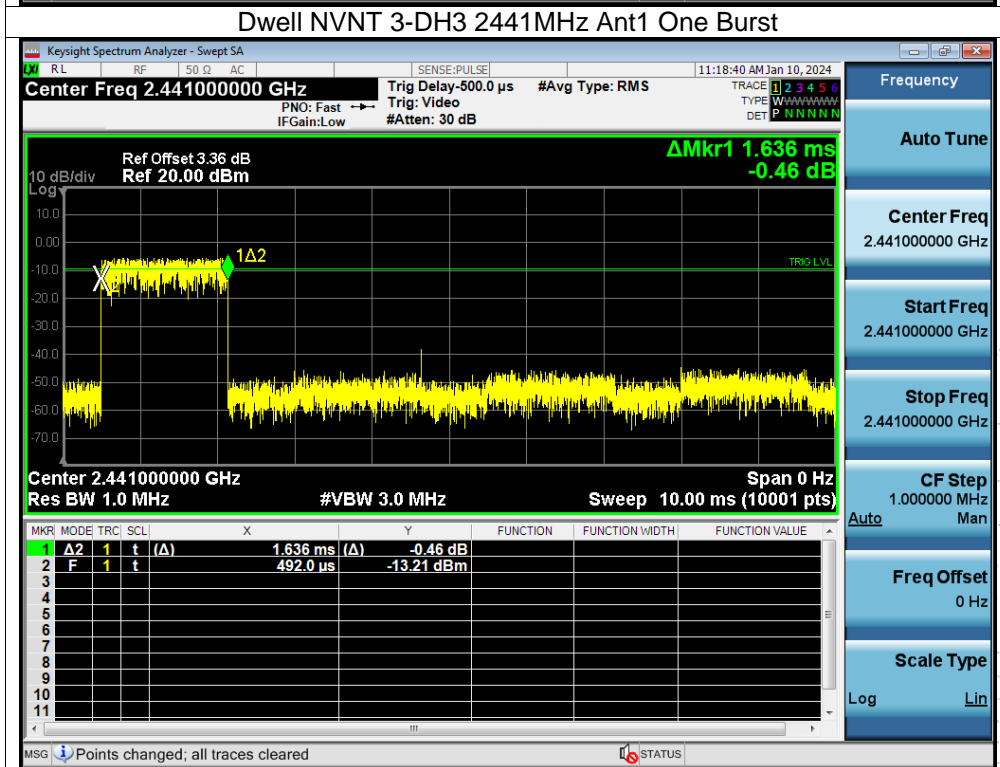 Dwell NVNT 3-DH3 2441MHz Ant1 One Burst
Keysight Spectrum Analyzer - Swept SA
LXI RL RF 50 Ω AC SENSE:PULSE 11:18:40 AM Jan 10, 2024
Center Freq 2.441000000 GHz Trig Delay-500.0 µs #Avg Type: RMS TRACE 1 2 3 4 5 6
PNO: Fast Trig: Video TYPE WWWWWW
IFGain:Low #Atten: 30 dB DET P N N N N N
Frequency
Auto Tune
Center Freq
2.441000000 GHz
Start Freq
2.441000000 GHz
Stop Freq
2.441000000 GHz
CF Step
1.000000 MHz
Auto Man
Freq Offset
0 Hz
Scale Type
Log Lin
ΔMkr1 1.636 ms
-0.46 dB
Ref Offset 3.36 dB
10 dB/div Ref 20.00 dBm
Log
10.0
0.00
-10.0
-20.0
-30.0
-40.0
-50.0
-60.0
-70.0
1Δ2
X2
TRIG LVL
Center 2.441000000 GHz Span 0 Hz
Res BW 1.0 MHz #VBW 3.0 MHz Sweep 10.00 ms (10001 pts)
MKR MODE TRC SCL X Y FUNCTION FUNCTION WIDTH FUNCTION VALUE
1 Δ2 1 t (Δ) 1.636 ms (Δ) -0.46 dB
2 F 1 t 492.0 µs -13.21 dBm
3
4
5
6
7
8
9
10
11
MSG Points changed; all traces cleared STATUS